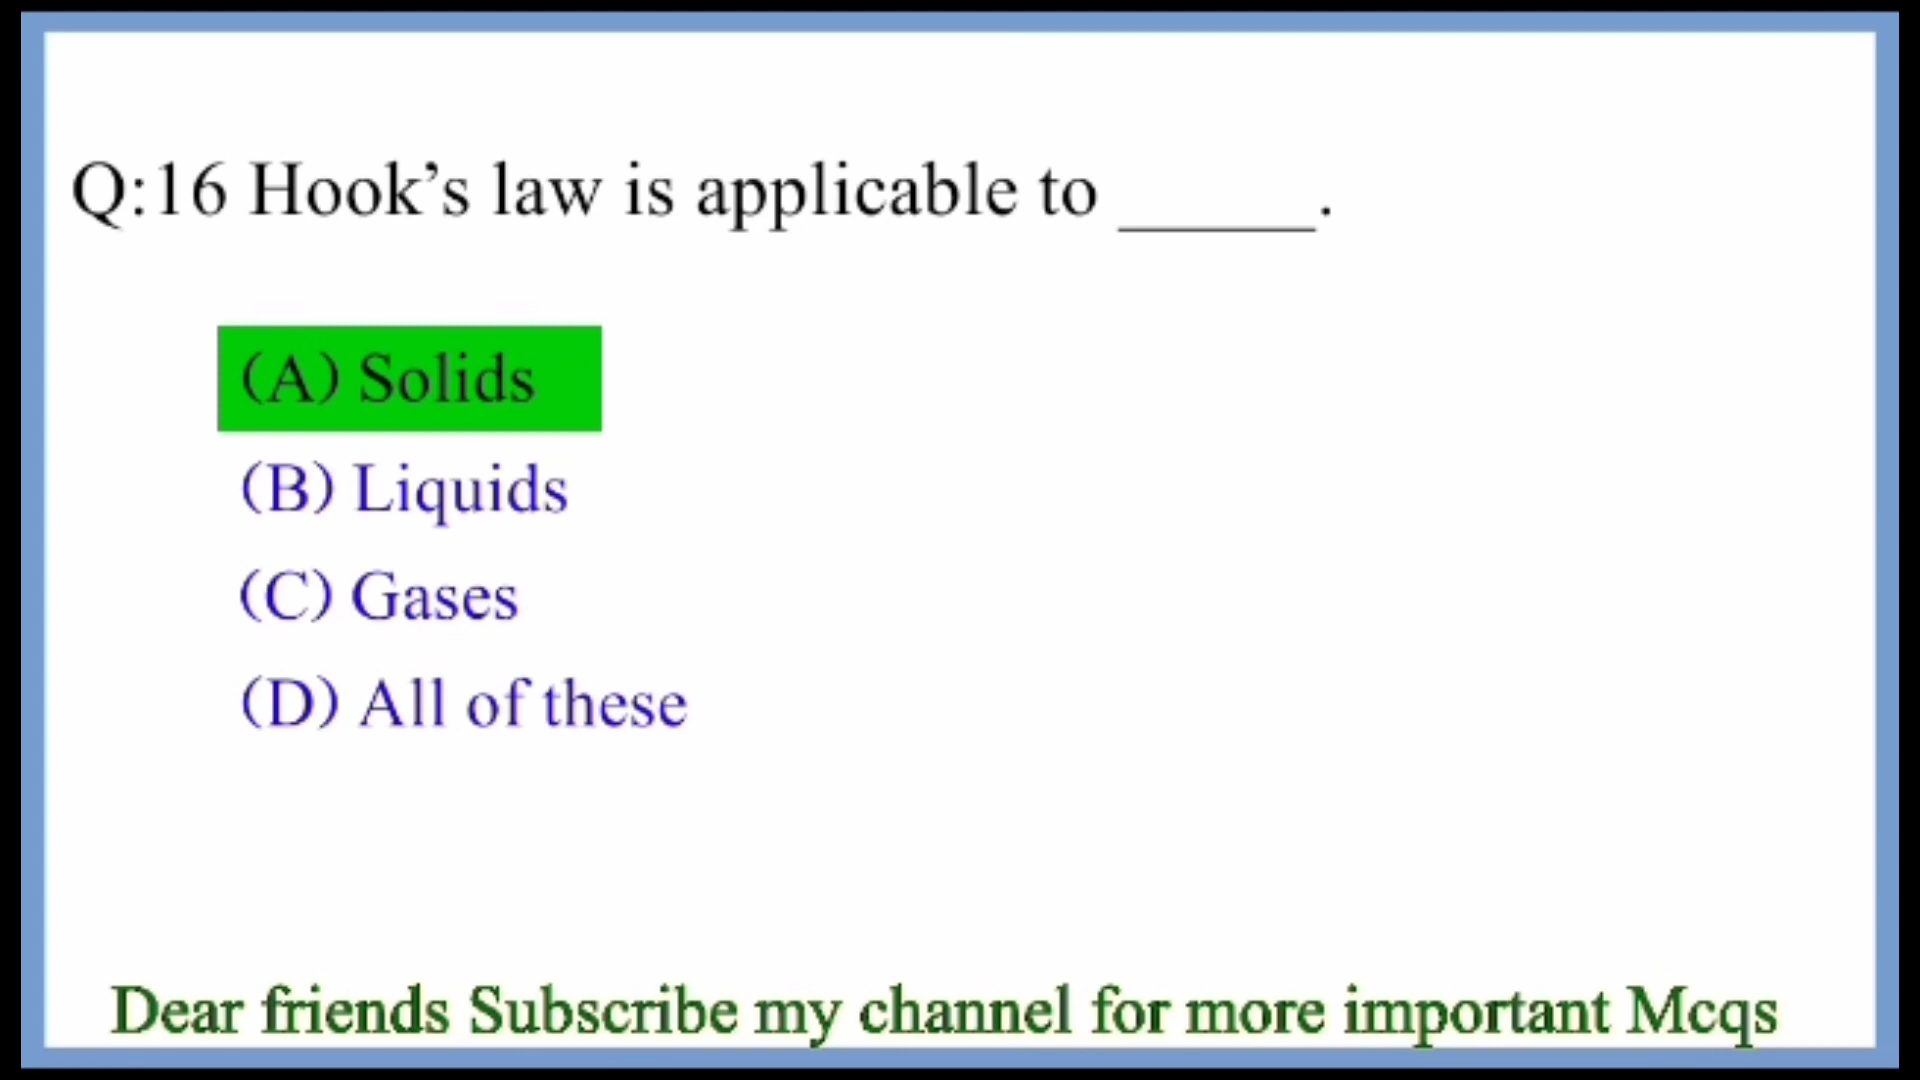 Q:16 Hook’s law is applicable to ______.
(A) Solids
(B) Liquids
(C) Gases
(D) All of these
Dear friends Subscribe my channel for more important Mcqs